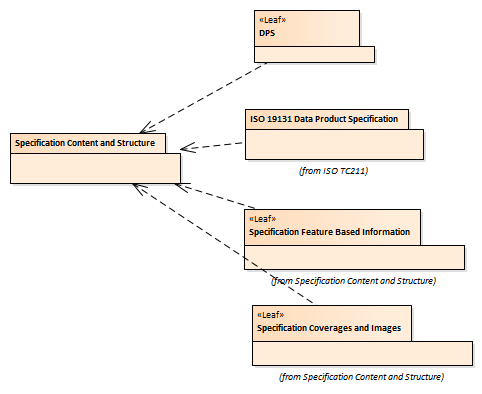 «Leaf»
DPS
ISO 19131 Data Product Specification
(from ISO TC211)
Specification Content and Structure
«Leaf»
Specification Feature Based Information
(from Specification Content and Structure)
«Leaf»
Specification Coverages and Images
(from Specification Content and Structure)